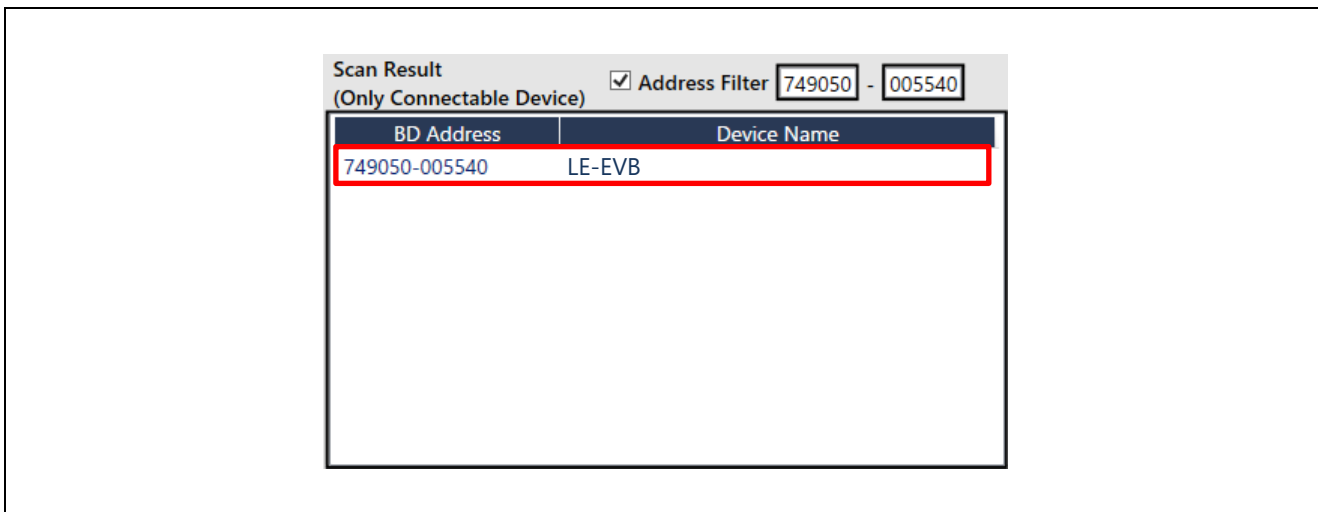 Scan Result
(Only Connectable Device)
Address Filter 749050 - 005540
BD Address Device Name
749050-005540 LE-EVB